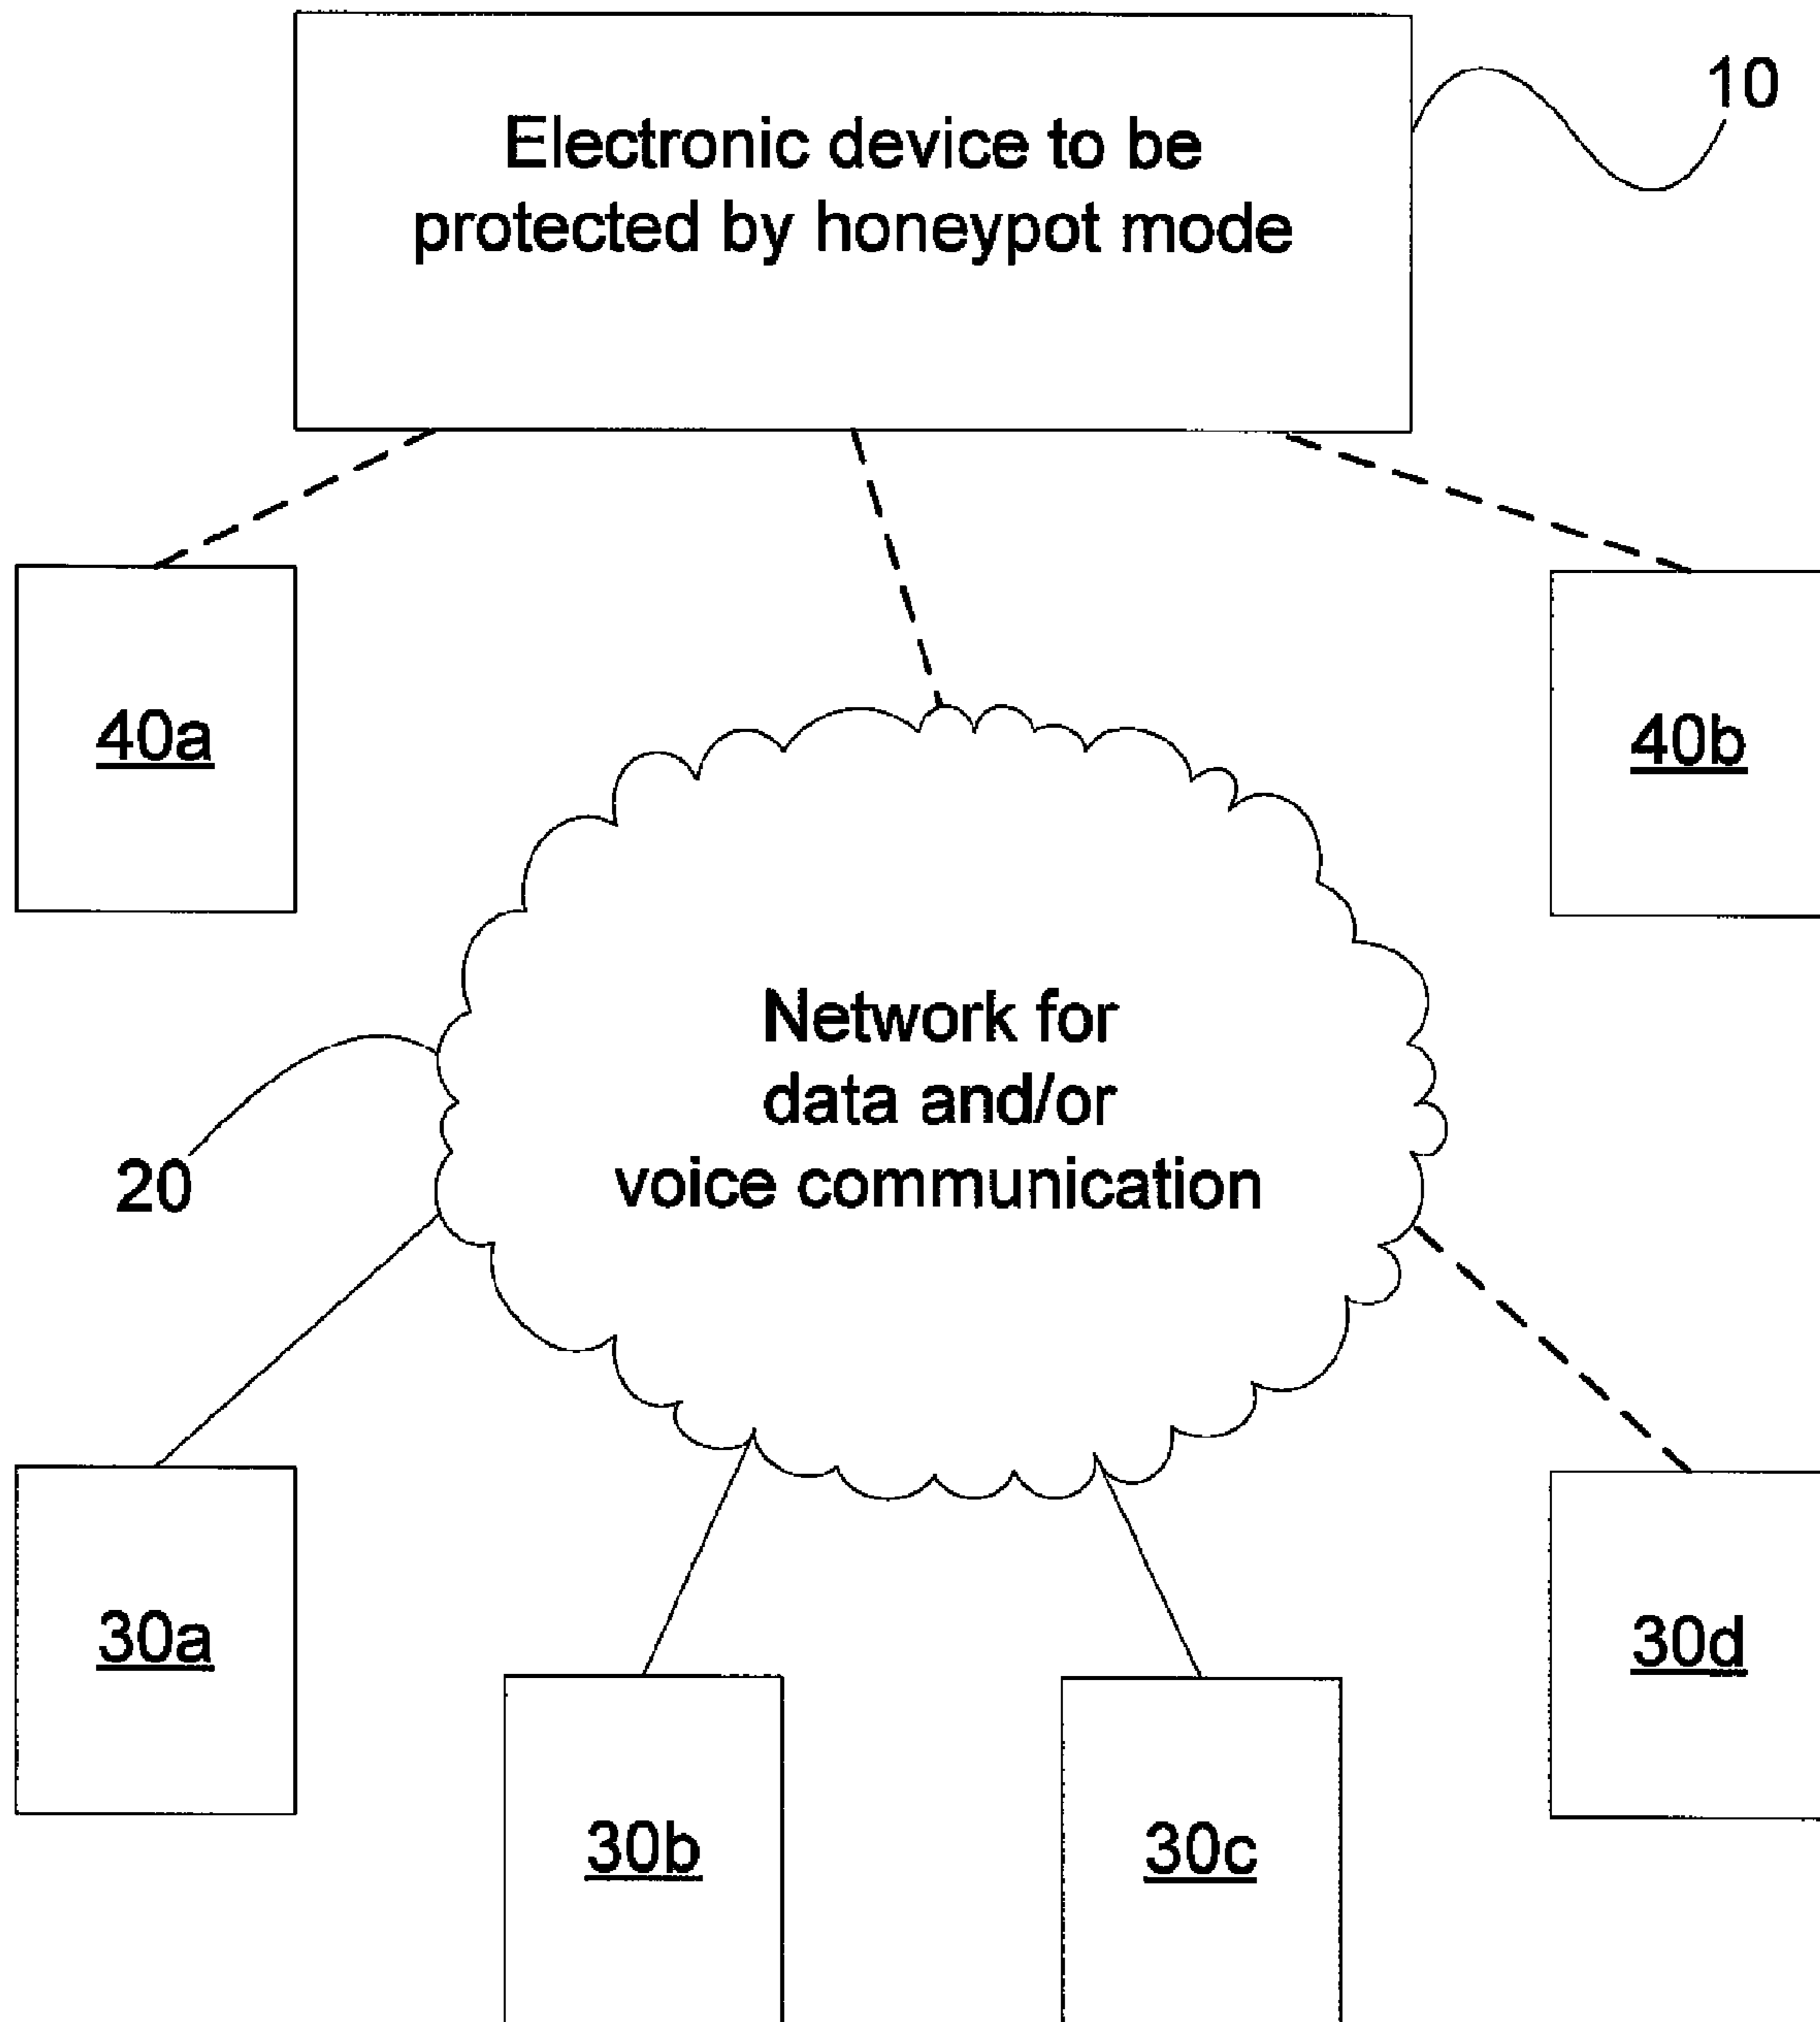 10
Electronic device to be
protected by honeypot mode
40a
40b
Network for
data and/or
voice communication
20
30a
30d
30b
30c